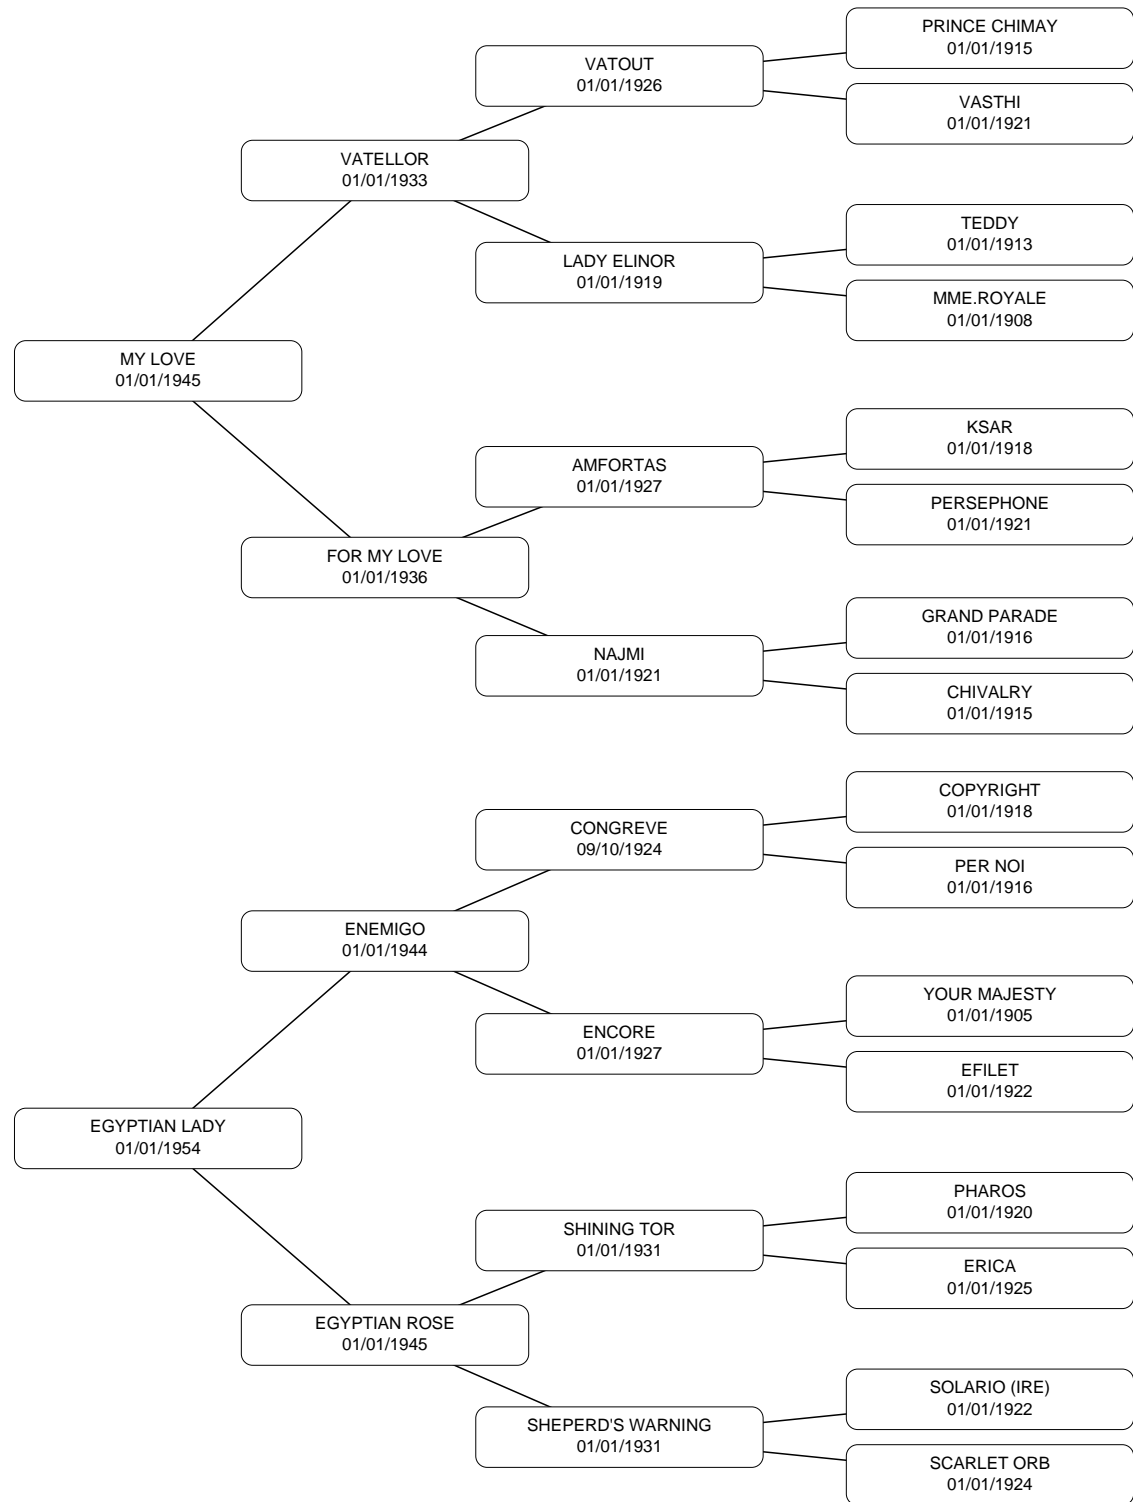 PRINCE CHIMAY
01/01/1915
VATOUT
01/01/1926
VASTHI
01/01/1921
VATELLOR
01/01/1933
TEDDY
01/01/1913
LADY ELINOR
01/01/1919
MME.ROYALE
01/01/1908
MY LOVE
01/01/1945
KSAR
01/01/1918
AMFORTAS
01/01/1927
PERSEPHONE
01/01/1921
FOR MY LOVE
01/01/1936
GRAND PARADE
01/01/1916
NAJMI
01/01/1921
CHIVALRY
01/01/1915
COPYRIGHT
01/01/1918
CONGREVE
09/10/1924
PER NOI
01/01/1916
ENEMIGO
01/01/1944
YOUR MAJESTY
01/01/1905
ENCORE
01/01/1927
EFILET
01/01/1922
EGYPTIAN LADY
01/01/1954
PHAROS
01/01/1920
SHINING TOR
01/01/1931
ERICA
01/01/1925
EGYPTIAN ROSE
01/01/1945
SOLARIO (IRE)
01/01/1922
SHEPERD'S WARNING
01/01/1931
SCARLET ORB
01/01/1924